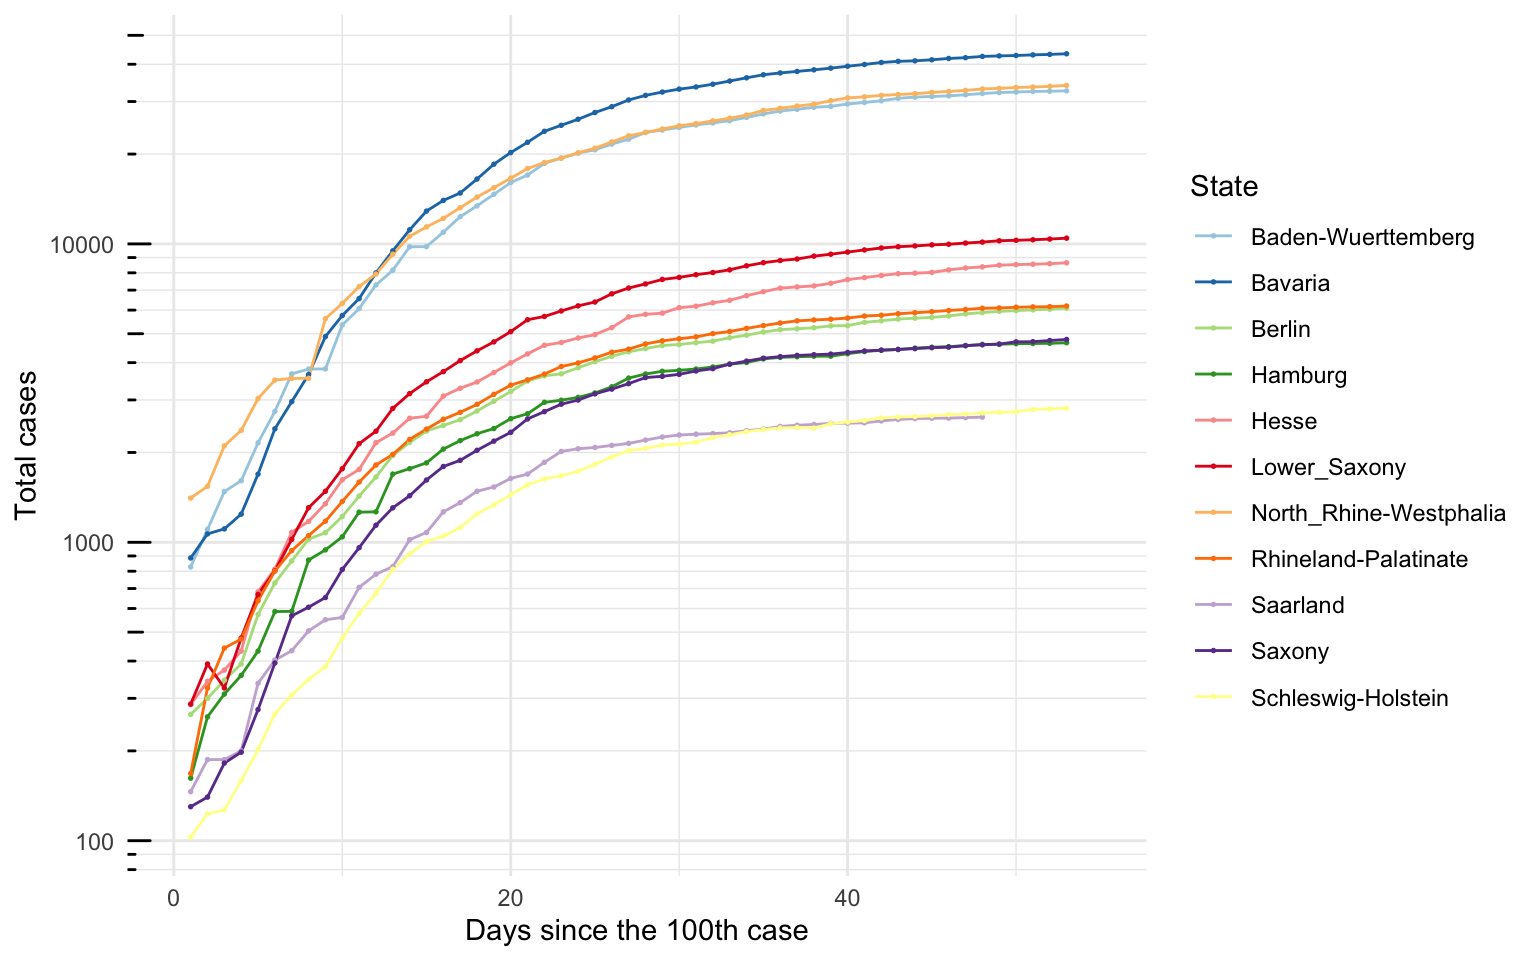 Total cases
10000
1000
100
0
20
40
Days since the 100th case
State
Baden-Wuerttemberg
Bavaria
Berlin
Hamburg
Hesse
Lower_Saxony
North_Rhine-Westphalia
Rhineland-Palatinate
Saarland
Saxony
Schleswig-Holstein